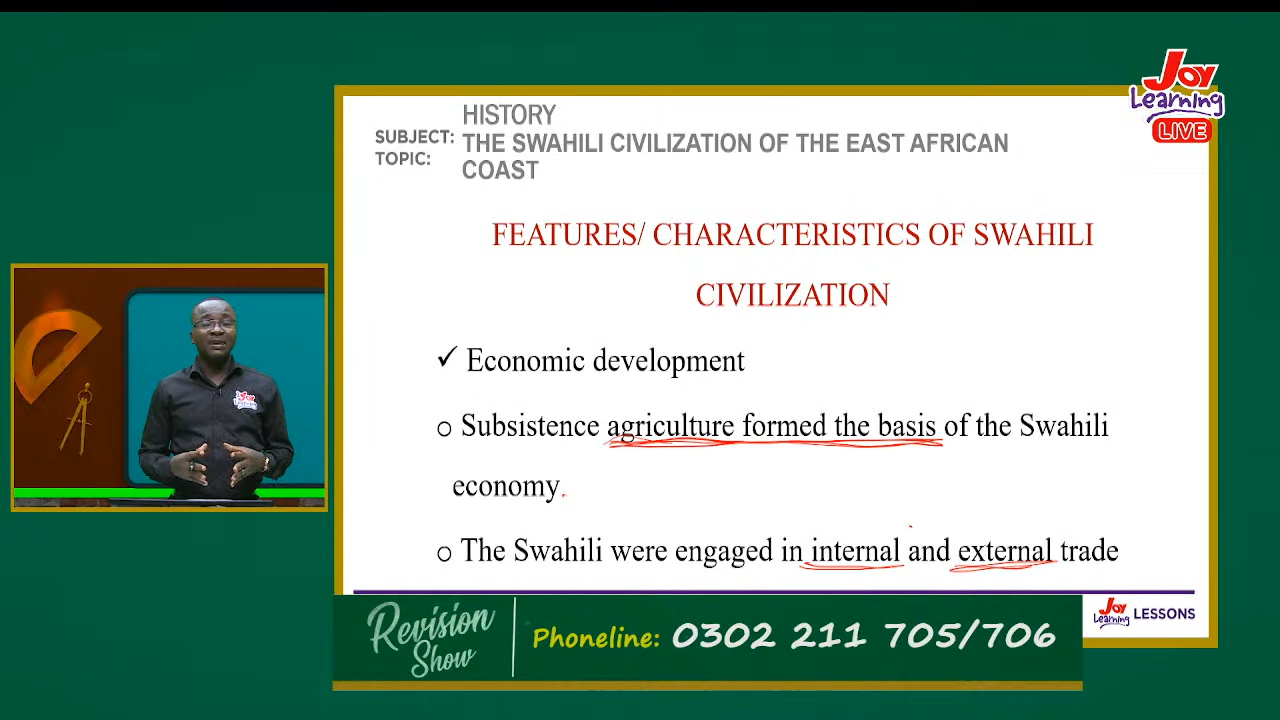 Joy
Learning
LIVE
HISTORY
SUBJECT: THE SWAHILI CIVILIZATION OF THE EAST AFRICAN
TOPIC: COAST
FEATURES/ CHARACTERISTICS OF SWAHILI
CIVILIZATION
✓ Economic development
o Subsistence agriculture formed the basis of the Swahili
economy.
o The Swahili were engaged in internal and external trade
Joy
Learning
Revision
Show
Phoneline: 0302 211 705/706
Joy
Learning
LESSONS